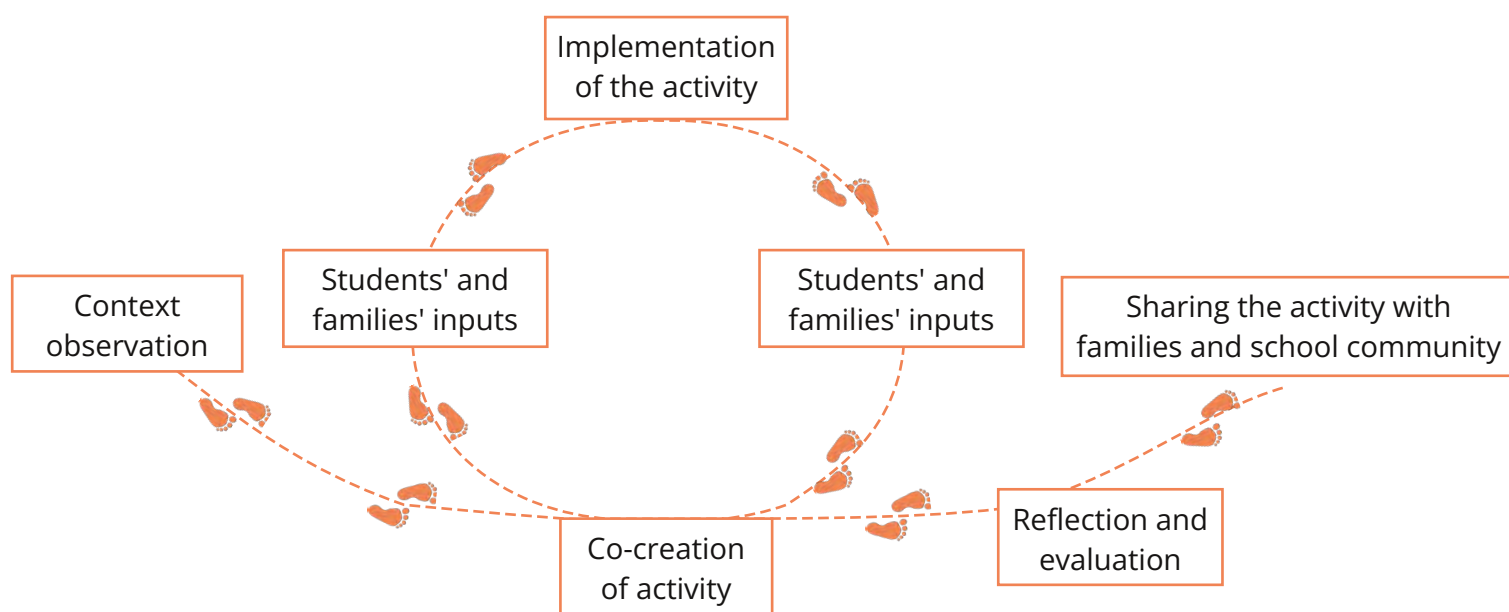 Implementation
of the activity
Students' and
families' inputs
Students' and
families' inputs
Context
observation
Sharing the activity with
families and school community
Reflection and
evaluation
Co-creation
of activity